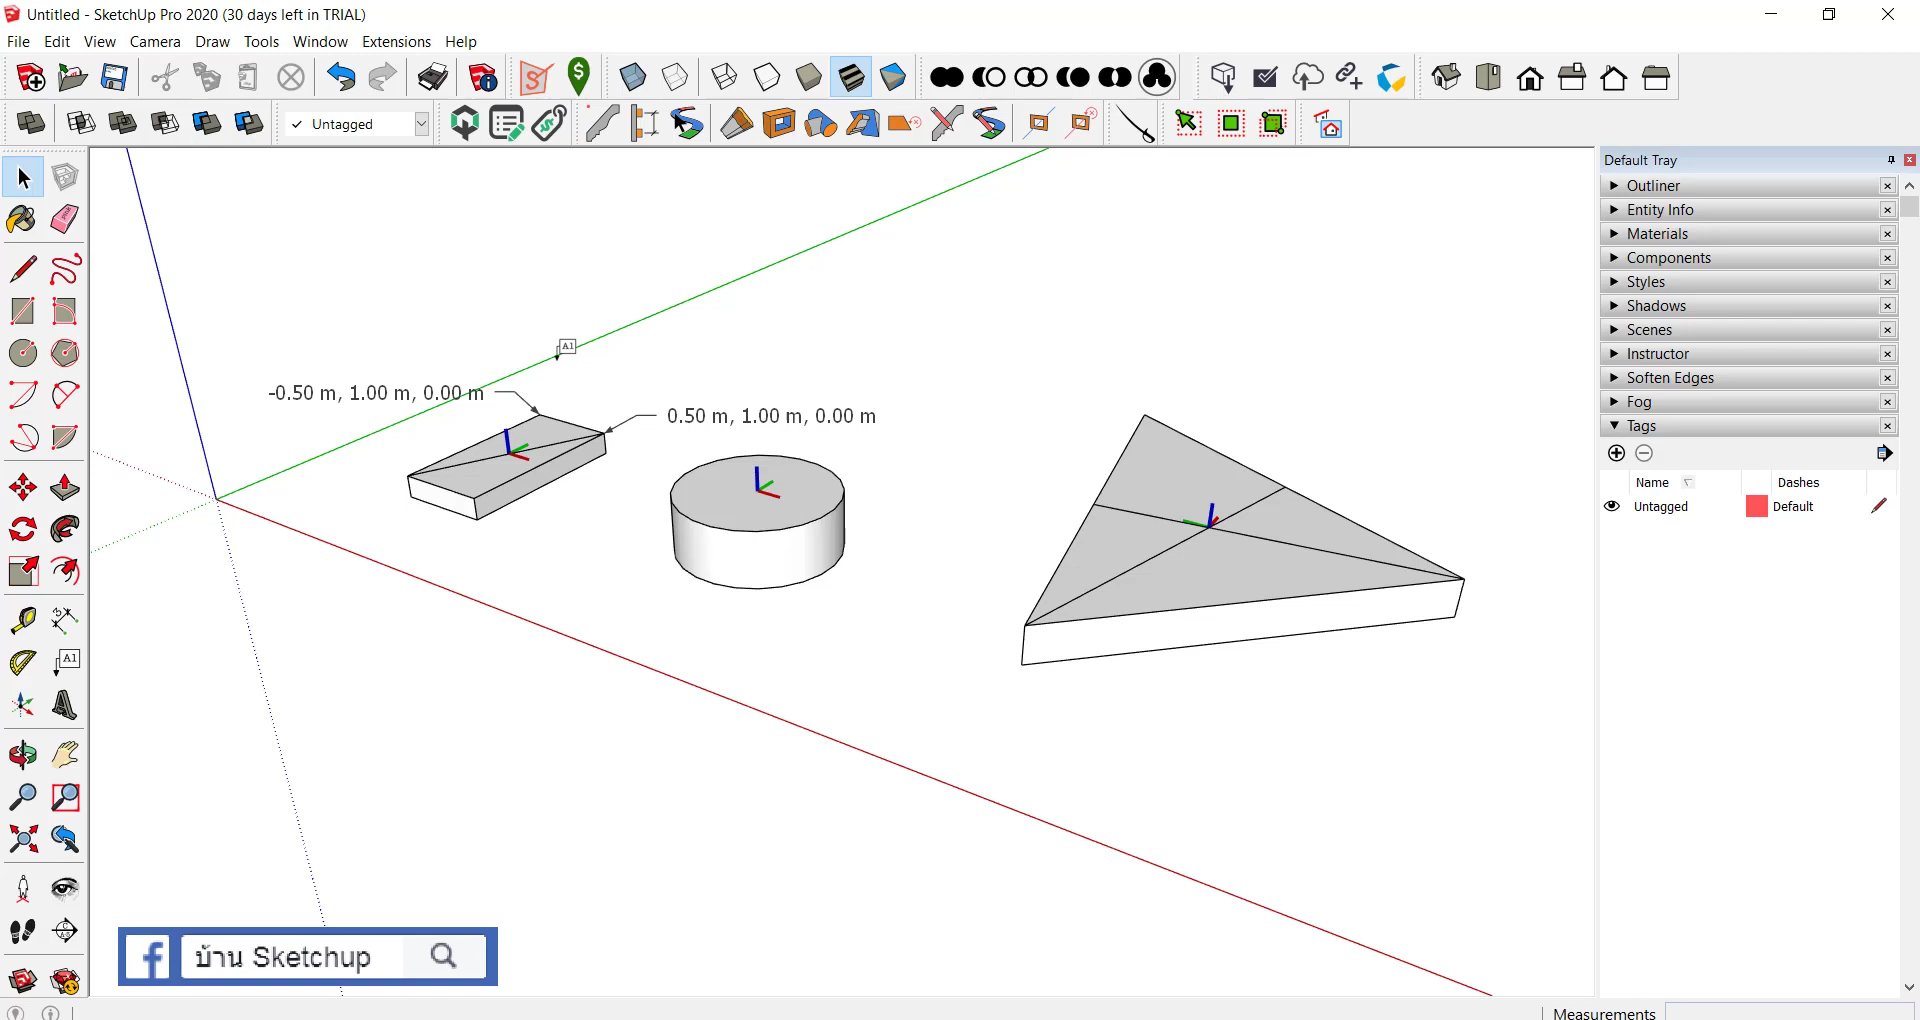 Untitled - SketchUp Pro 2020 (30 days left in TRIAL)
File Edit View Camera Draw Tools Window Extensions Help
Untagged
Default Tray
Outliner
Entity Info
Materials
Components
Styles
Shadows
Scenes
Instructor
Soften Edges
Fog
Tags
Name Dashes
Untagged Default
A1
-0.50 m, 1.00 m, 0.00 m
0.50 m, 1.00 m, 0.00 m
A1
f บ้าน Sketchup
Measurements